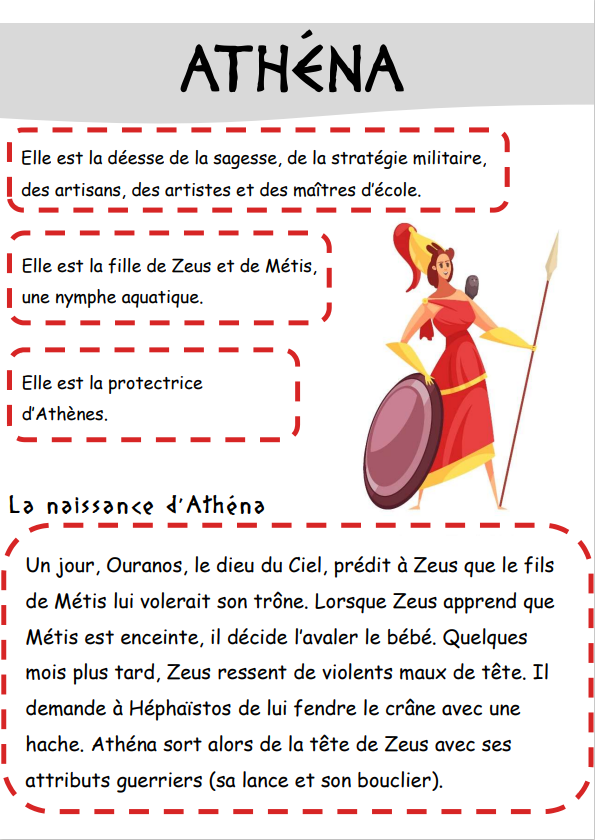 ATHÉNA
Elle est la déesse de la sagesse, de la stratégie militaire,
des artisans, des artistes et des maîtres d'école.
Elle est la fille de Zeus et de Métis,
une nymphe aquatique.
Elle est la protectrice
d'Athènes.
La naissance d'Athéna
Un jour, Ouranos, le dieu du Ciel, prédit à Zeus que le fils
de Métis lui volerait son trône. Lorsque Zeus apprend que
Métis est enceinte, il décide l'avaler le bébé. Quelques
mois plus tard, Zeus ressent de violents maux de tête. Il
demande à Héphaïstos de lui fendre le crâne avec une
hache. Athéna sort alors de la tête de Zeus avec ses
attributs guerriers (sa lance et son bouclier).